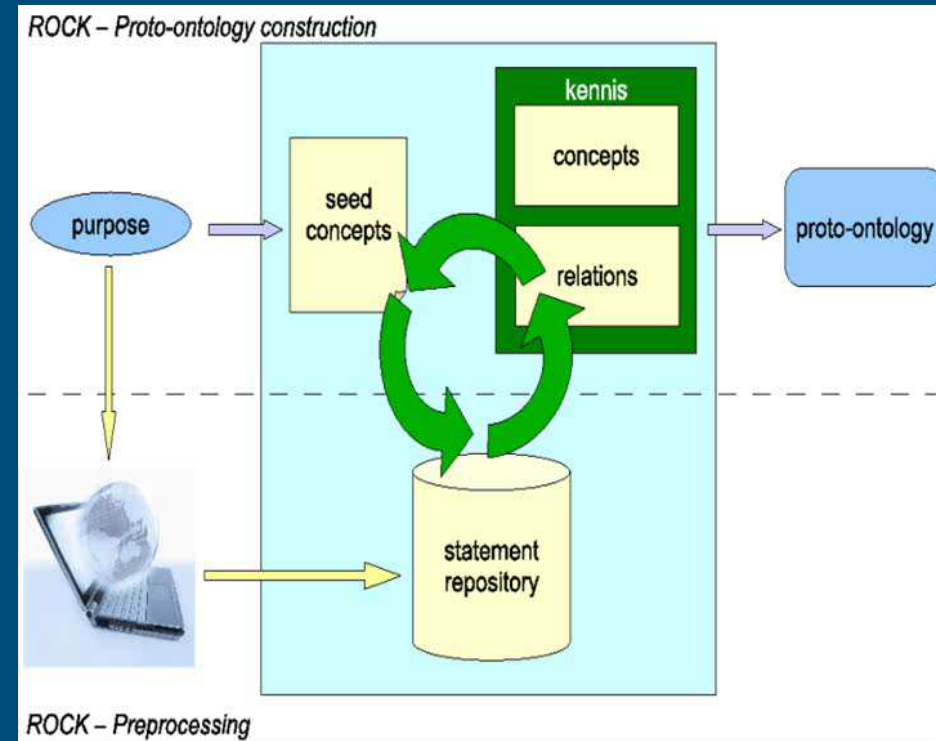 ROCK – Proto-ontology construction
kennis
concepts
seed
concepts
purpose
proto-ontology
relations
statement
repository
ROCK – Preprocessing